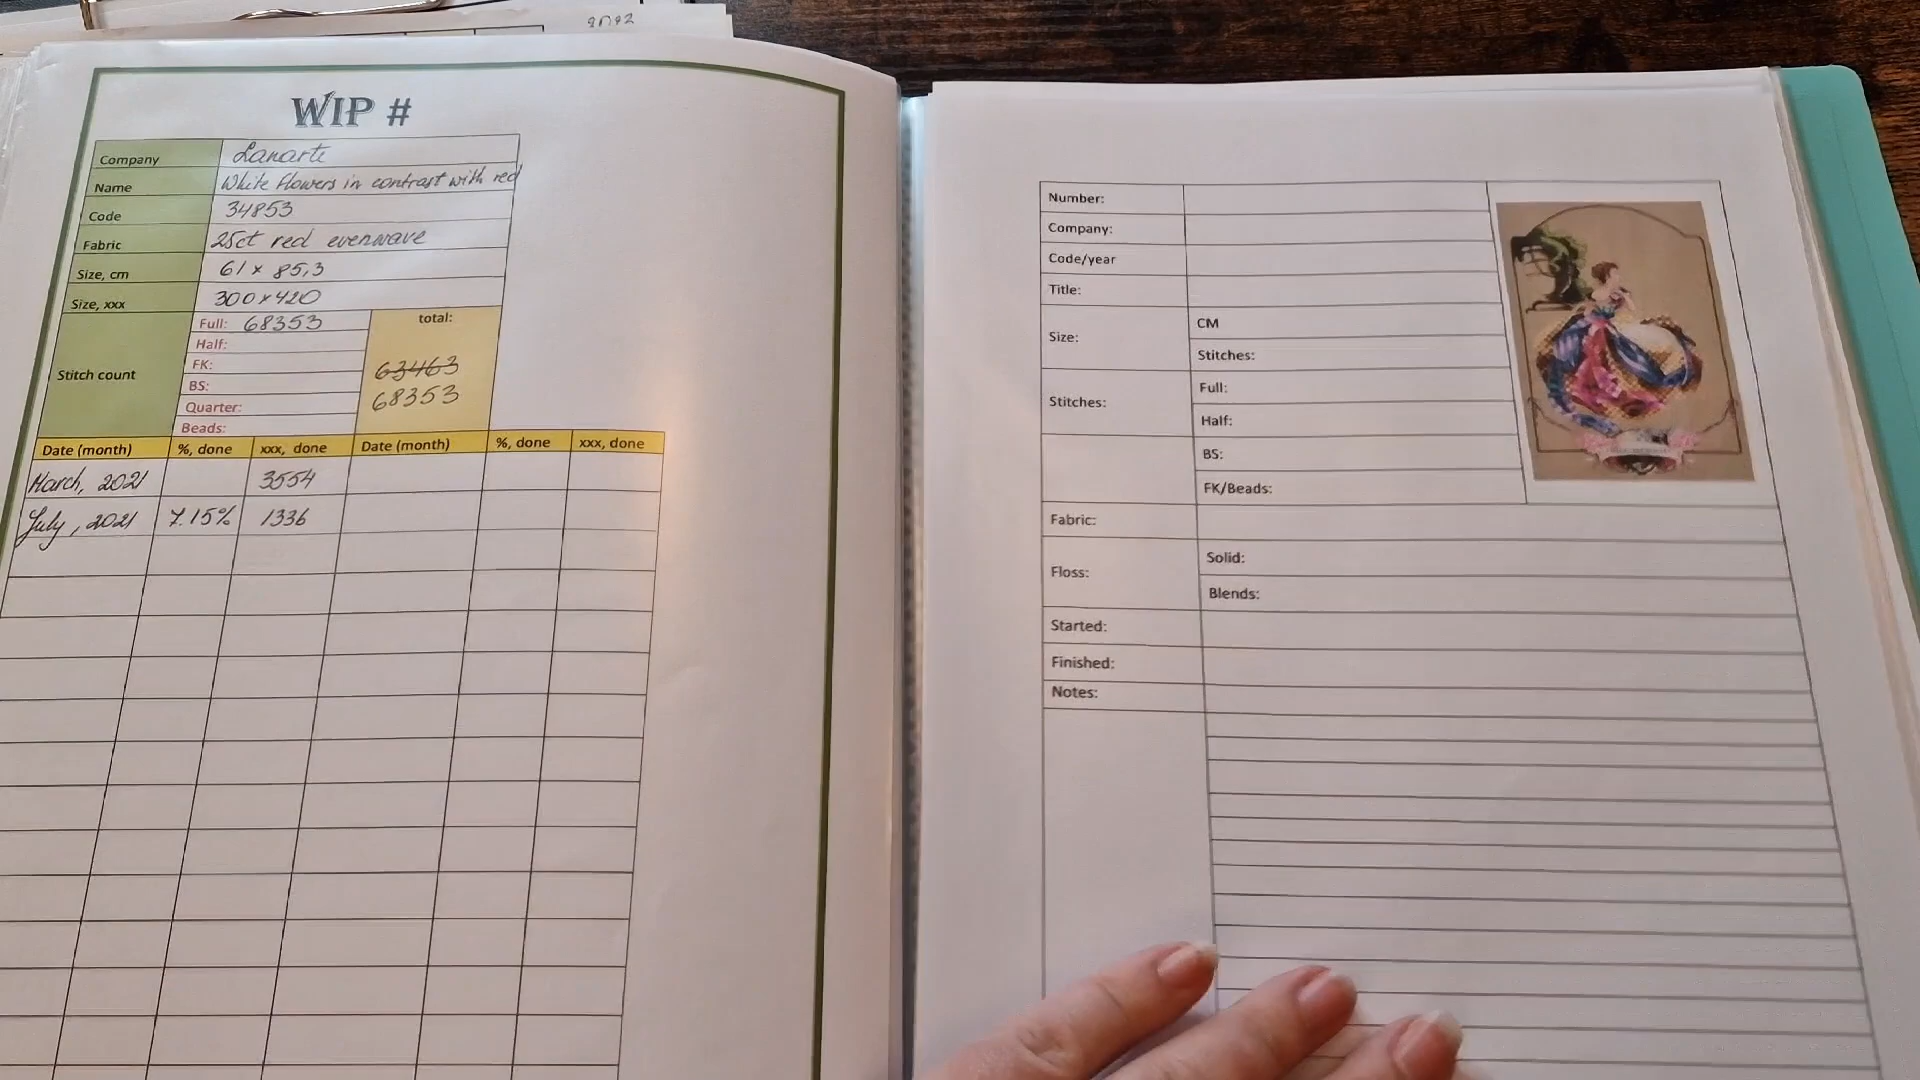 WIP #
Company Lanarte
Name White flowers in contrast with red
Code 34853
Fabric 25ct red evenwave
Size, cm 61 x 85,3
Size, xxx 300 x 420
Stitch count
Full: 68353
Half:
FK:
BS:
Quarter:
Beads:
total:
63463
68353
Date (month) %, done xxx, done Date (month) %, done xxx, done
March, 2021 3554
July, 2021 7.15% 1336
Number:
Company:
Code/year
Title:
Size: CM
Stitches:
Stitches: Full:
Half:
BS:
FK/Beads:
Fabric:
Floss: Solid:
Blends:
Started:
Finished:
Notes: